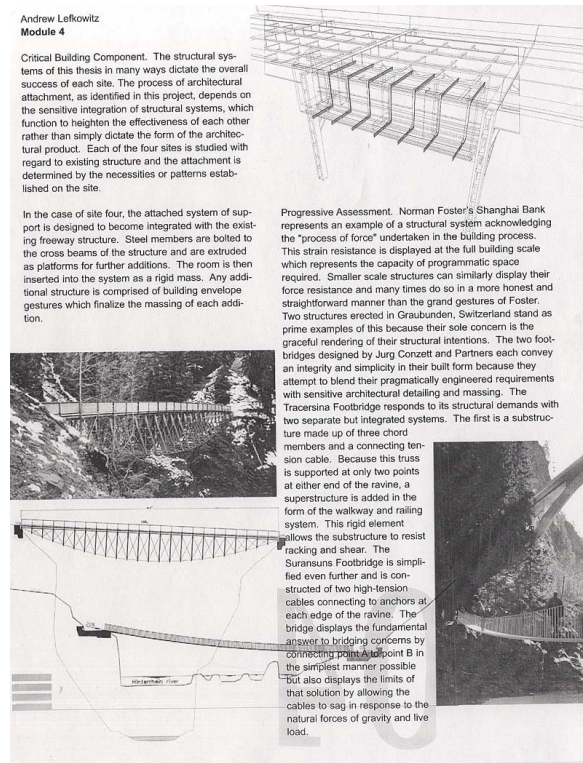 Andrew Lefkowitz
Module 4
Critical Building Component. The structural sys-
tems of this thesis in many ways dictate the overall
success of each site. The process of architectural
attachment, as identified in this project, depends on
the sensitive integration of structural systems, which
function to heighten the effectiveness of each other
rather than simply dictate the form of the architec-
tural product. Each of the four sites is studied with
regard to existing structure and the attachment is
determined by the necessities or patterns estab-
lished on the site.
In the case of site four, the attached system of sup-
port is designed to become integrated with the exist-
ing freeway structure. Steel members are bolted to
the cross beams of the structure and are extruded
as platforms for further additions. The room is then
inserted into the system as a rigid mass. Any addi-
tional structure is comprised of building envelope
gestures which finalize the massing of each addi-
tion.
Progressive Assessment. Norman Foster's Shanghai Bank
represents an example of a structural system acknowledging
the "process of force" undertaken in the building process.
This strain resistance is displayed at the full building scale
which represents the capacity of programmatic space
required. Smaller scale structures can similarly display their
force resistance and many times do so in a more honest and
straightforward manner than the grand gestures of Foster.
Two structures erected in Graubunden, Switzerland stand as
prime examples of this because their sole concern is the
graceful rendering of their structural intentions. The two foot-
bridges designed by Jurg Conzett and Partners each convey
an integrity and simplicity in their built form because they
attempt to blend their pragmatically engineered requirements
with sensitive architectural detailing and massing. The
Tracersina Footbridge responds to its structural demands with
two separate but integrated systems. The first is a substruc-
ture made up of three chord
members and a connecting ten-
sion cable. Because this truss
is supported at only two points
at either end of the ravine, a
superstructure is added in the
form of the walkway and railing
system. This rigid element
allows the substructure to resist
racking and shear. The
Suransuns Footbridge is simpli-
fied even further and is con-
structed of two high-tension
cables connecting to anchors at
each edge of the ravine. The
bridge displays the fundamental
answer to bridging concerns by
connecting point A to point B in
the simplest manner possible
but also displays the limits of
that solution by allowing the
cables to sag in response to the
natural forces of gravity and live
load.
Hinterrhein river